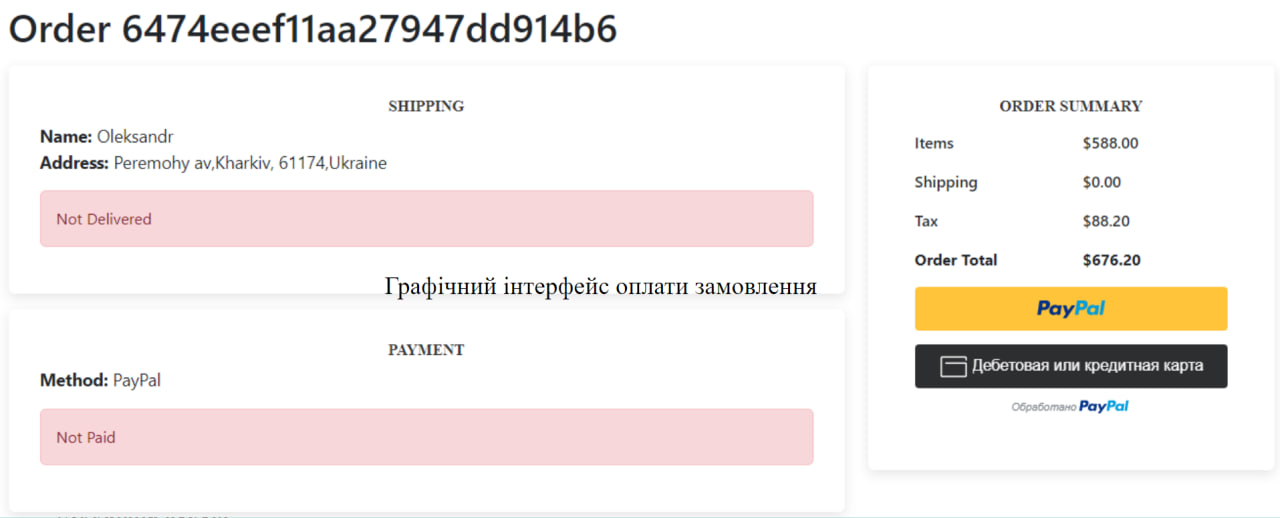 Order 6474eeef11aa27947dd914b6
SHIPPING
Name: Oleksandr
Address: Peremohy av,Kharkiv, 61174,Ukraine
Not Delivered
Графічний інтерфейс оплати замовлення
PAYMENT
Method: PayPal
Not Paid
ORDER SUMMARY
Items $588.00
Shipping $0.00
Tax $88.20
Order Total $676.20
PayPal
Дебетовая или кредитная карта
Обработано PayPal